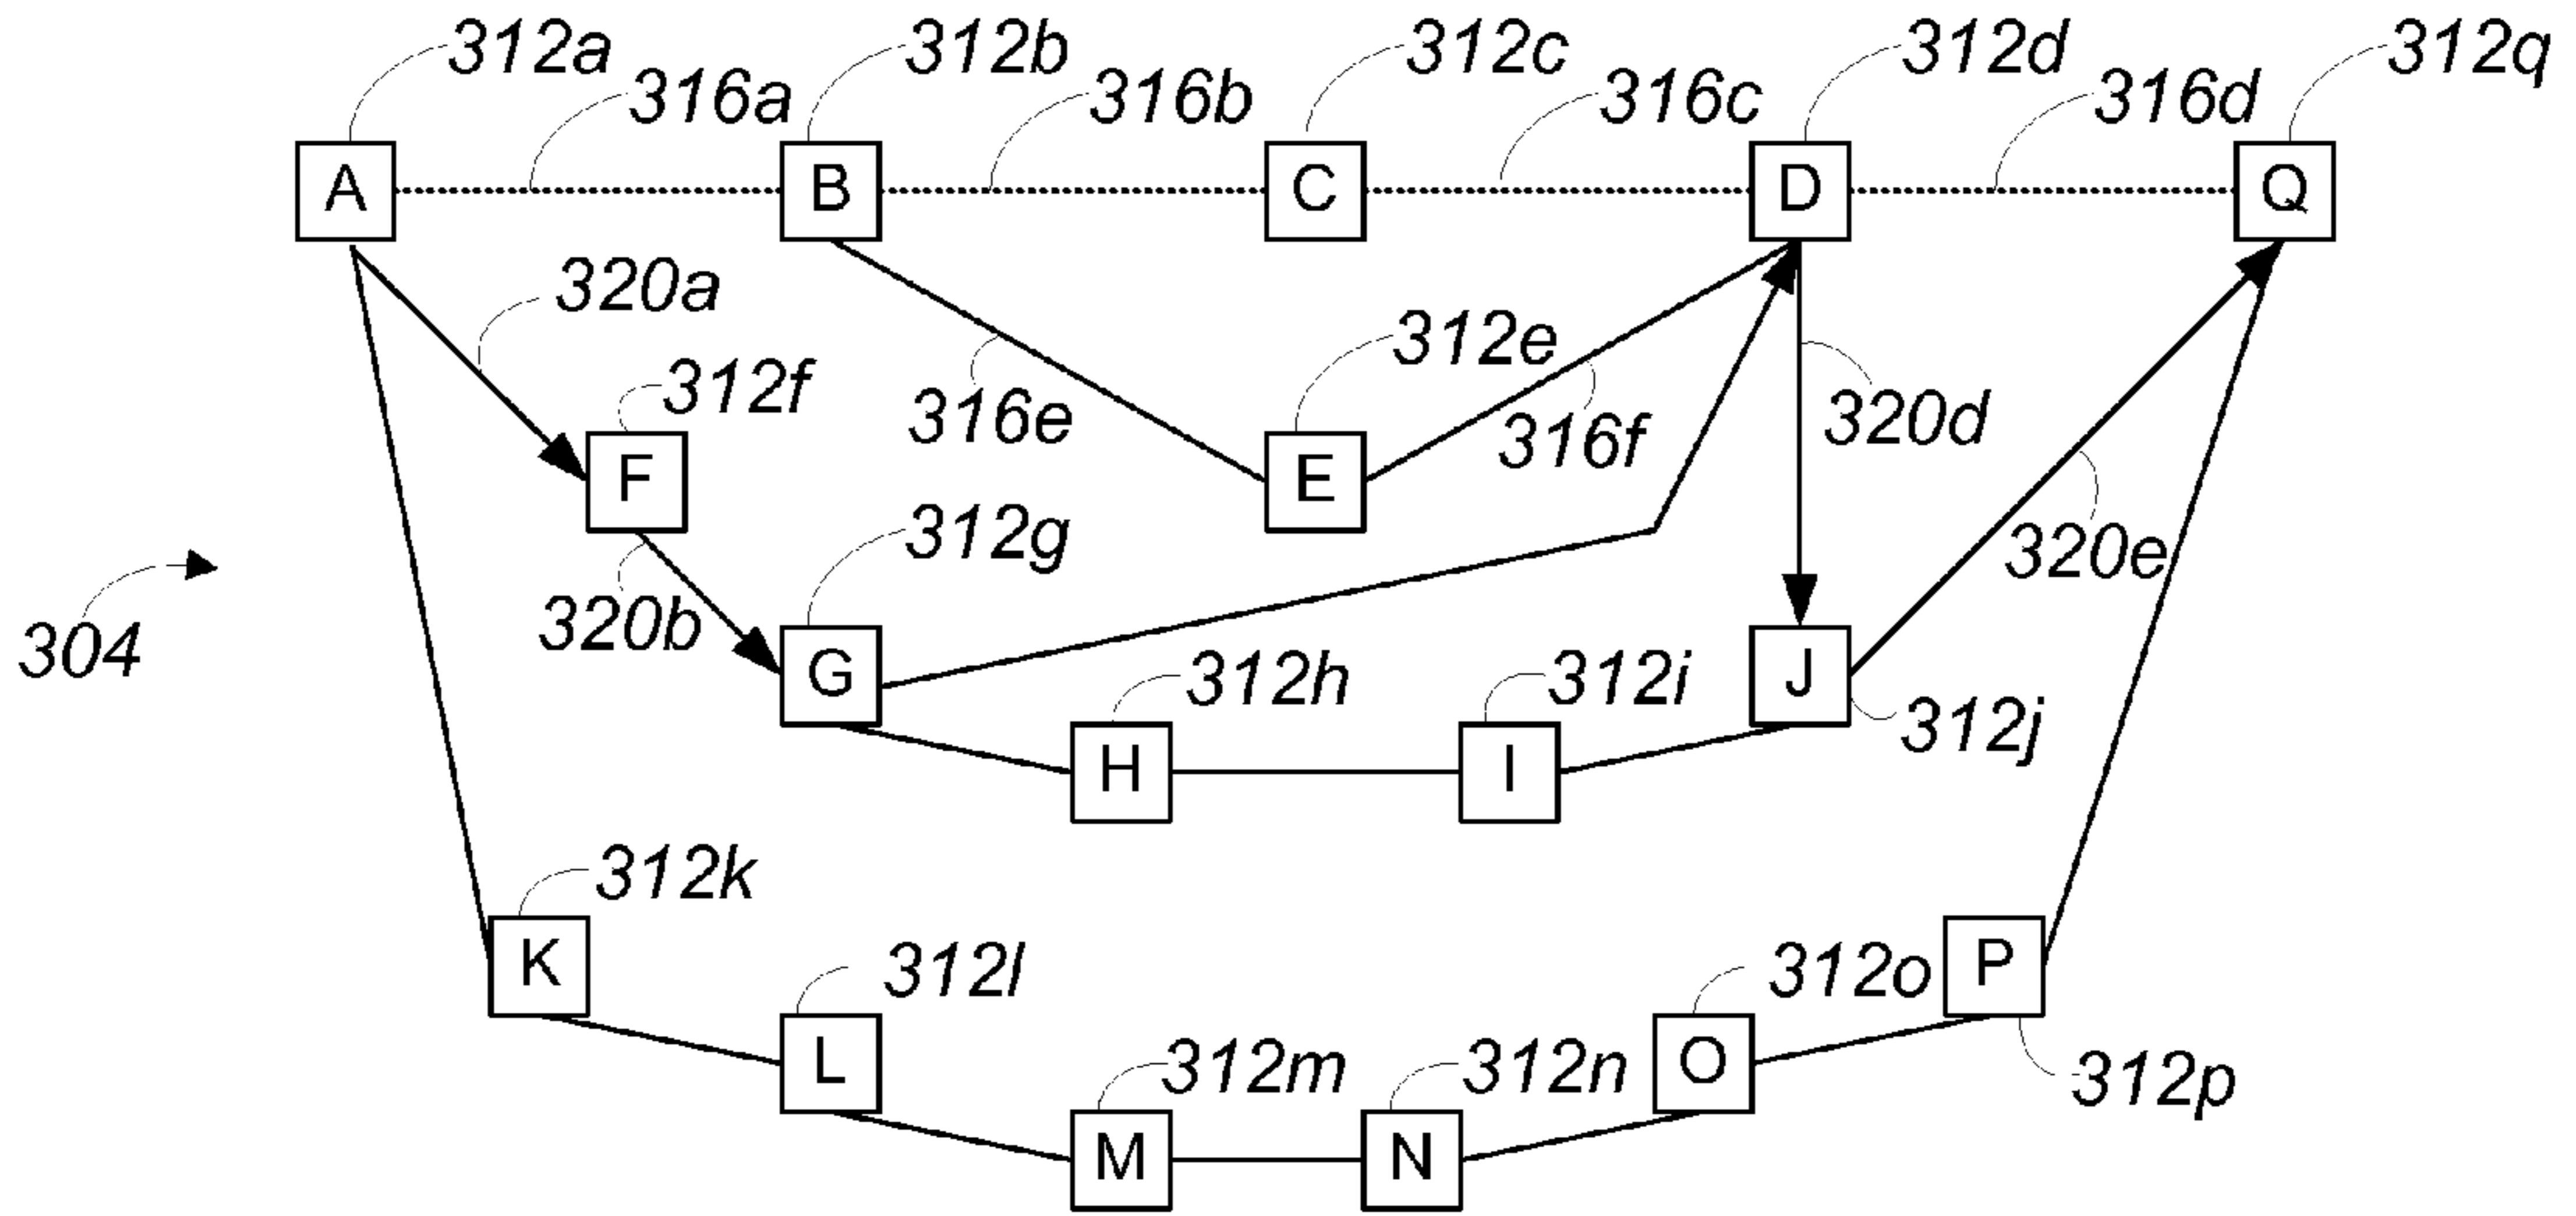 312a 312b 312c 312d 312q
316a 316b 316c 316d
A B C D Q
320a
312e
312f
316e 316f 320d
F E
312g
320e
320b
304
G J
312h 312i
312j
H I
312k
K P
312l 312o
L O
312m 312n
312p
M N